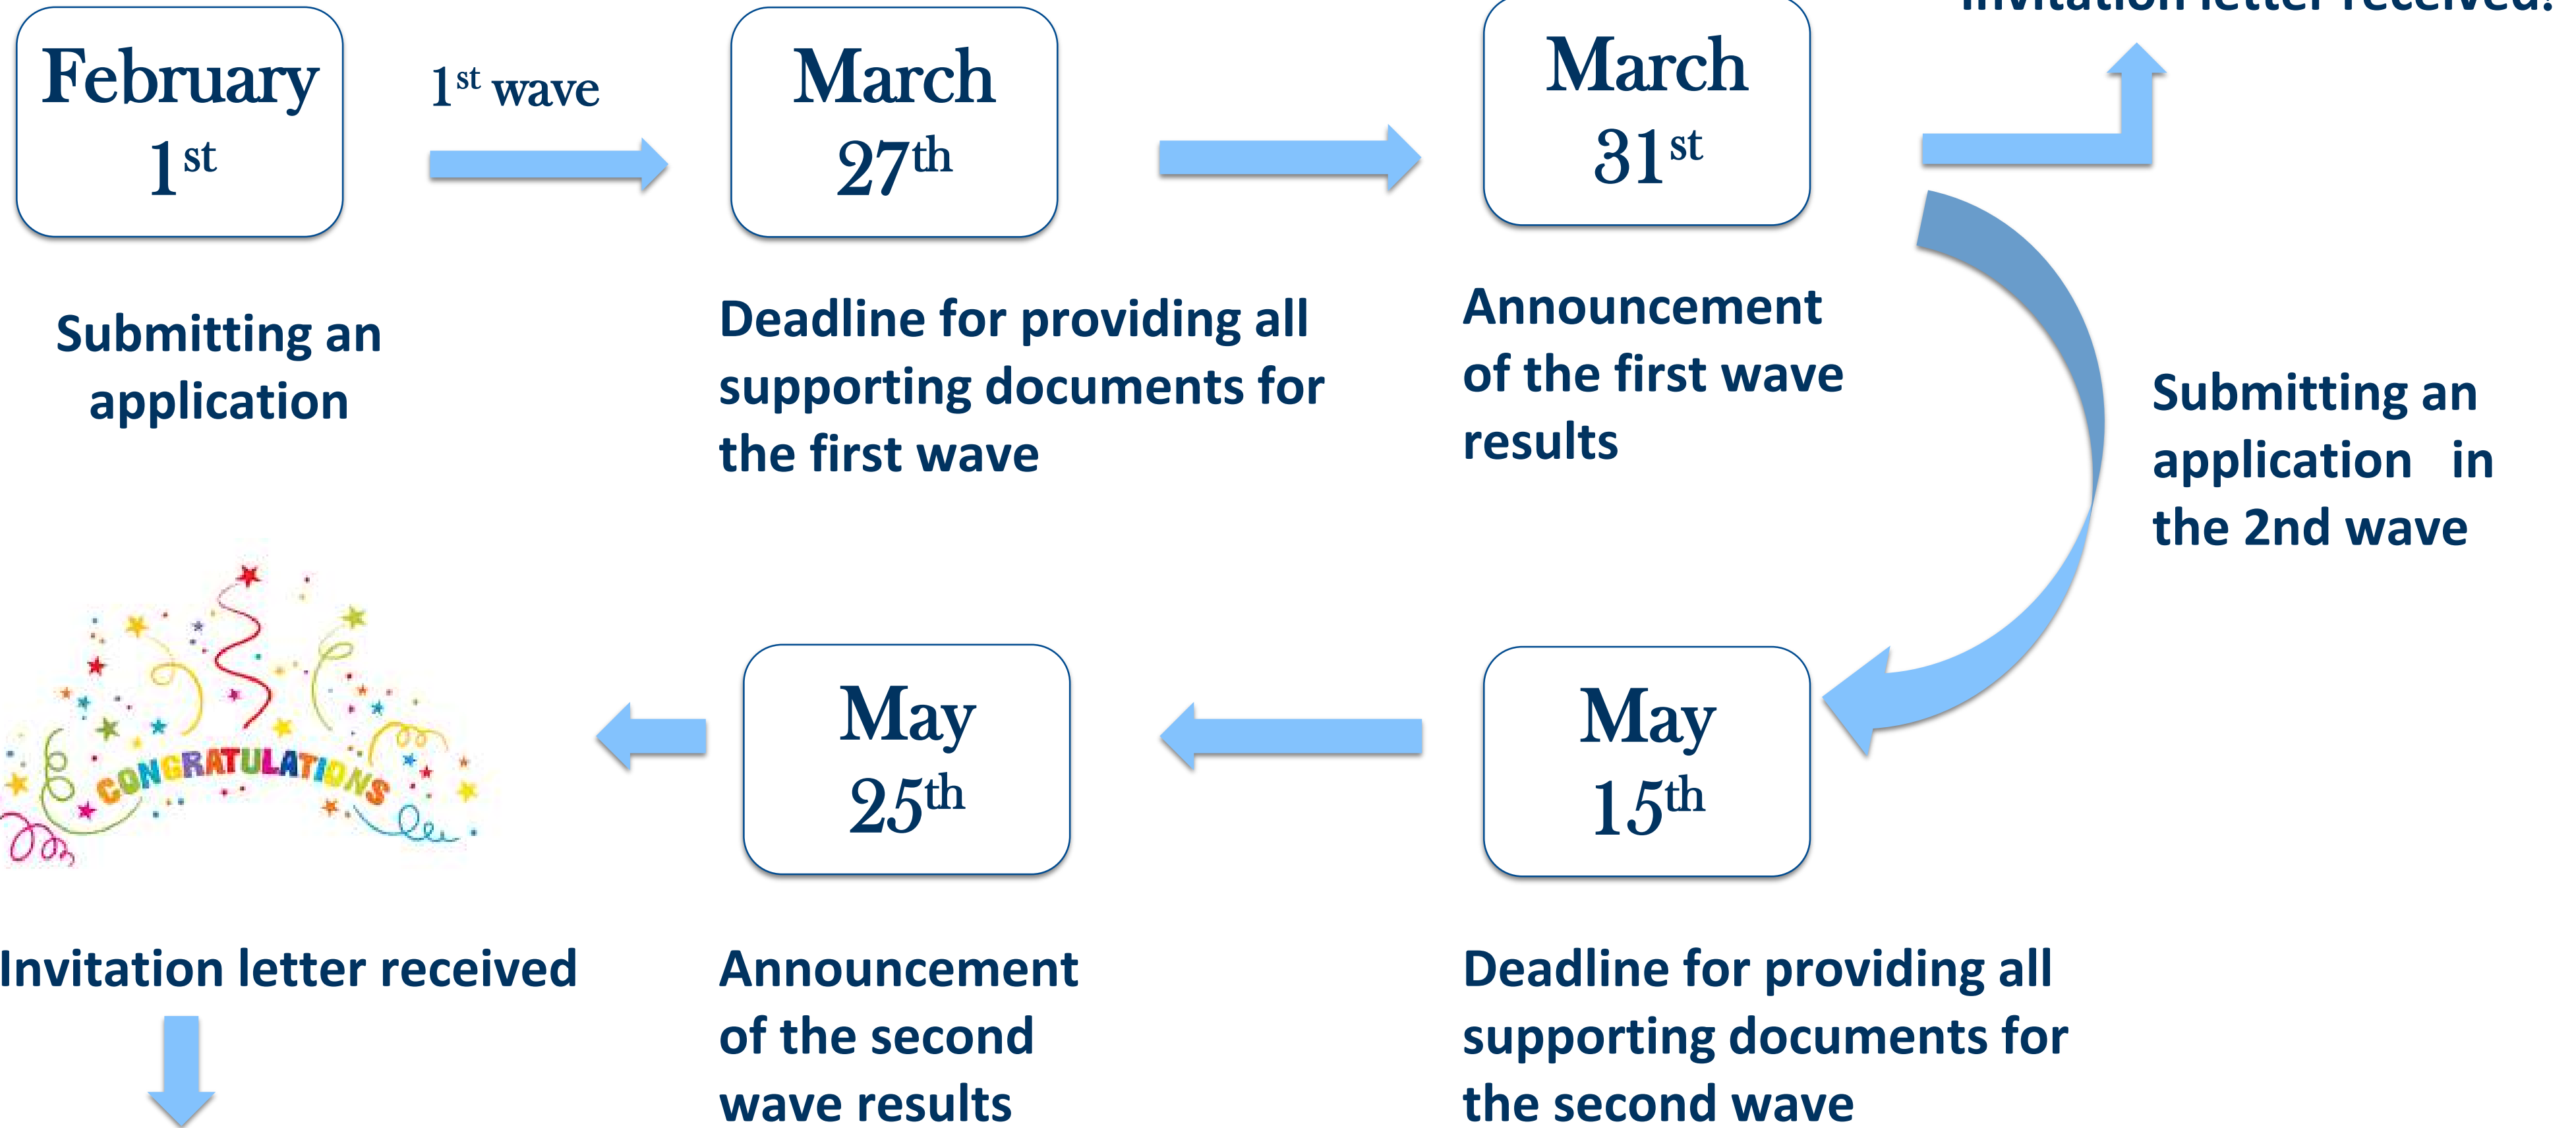 invitation letter received!
February
1st
1st wave
March
27th
March
31st
Submitting an
application
Deadline for providing all
supporting documents for
the first wave
Announcement
of the first wave
results
Submitting an
application in
the 2nd wave
CONGRATULATIONS
May
25th
May
15th
Invitation letter received
Announcement
of the second
wave results
Deadline for providing all
supporting documents for
the second wave